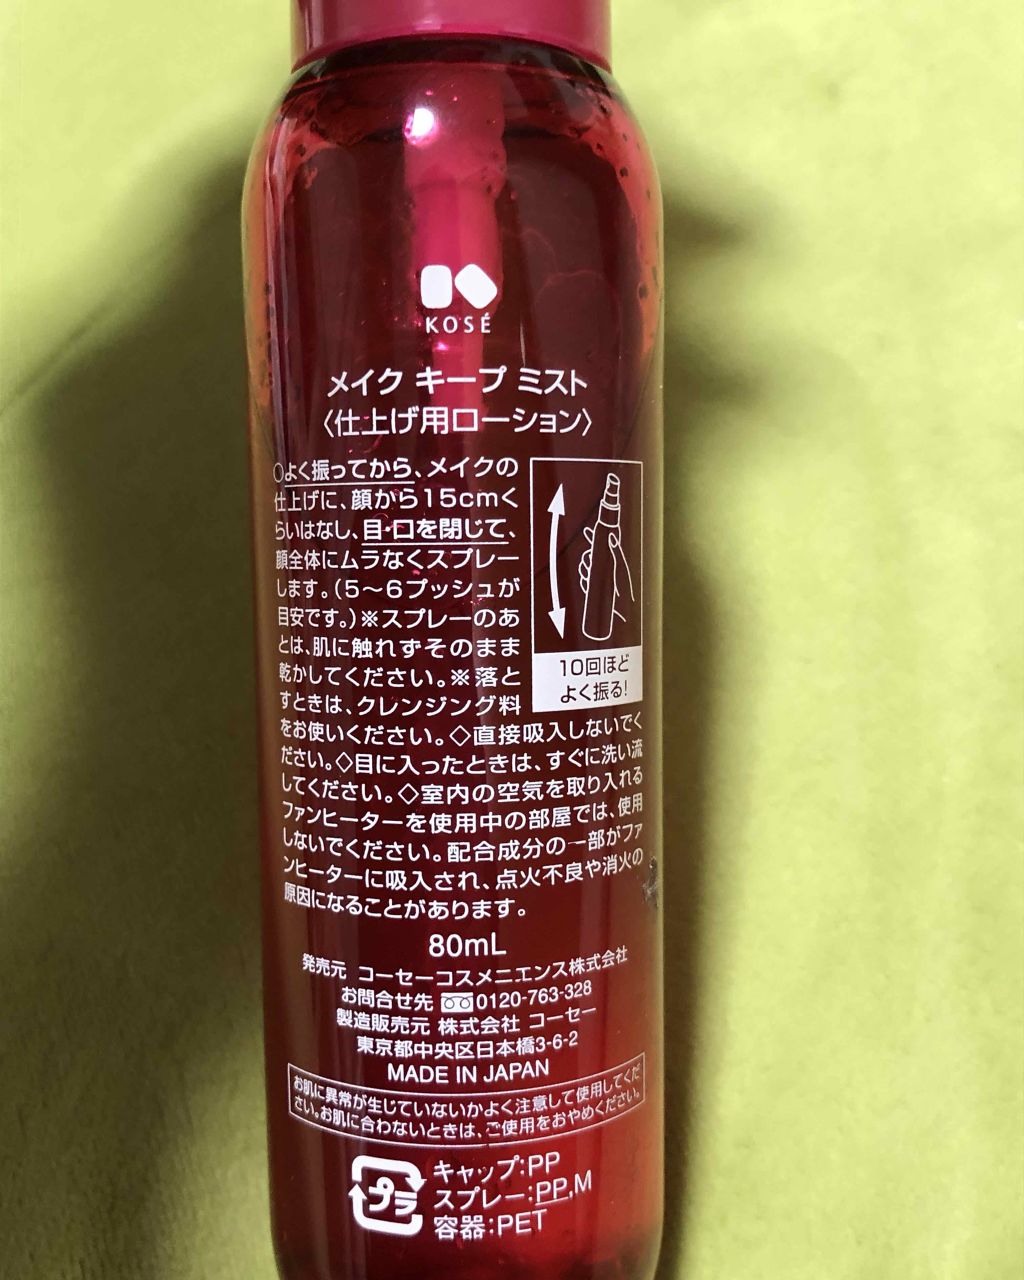 KOSÉ
メイク キープ ミスト
〈仕上げ用ローション〉
○よく振ってから、メイクの
仕上げに、顔から15cmく
らいはなし、目・口を閉じて、
顔全体にムラなくスプレー
します。(5〜6プッシュが
目安です。)※スプレーのあ
とは、肌に触れずそのまま
乾かしてください。※落と
すときは、クレンジング料
をお使いください。◇直接吸入しないでく
ださい。◇目に入ったときは、すぐに洗い流
してください。◇室内の空気を取り入れる
ファンヒーターを使用中の部屋では、使用
しないでください。配合成分の一部がファ
ンヒーターに吸入され、点火不良や消火の
原因になることがあります。
10回ほど
よく振る!
80mL
発売元 コーセーコスメニエンス株式会社
お問合せ先 0120-763-328
製造販売元 株式会社 コーセー
東京都中央区日本橋3-6-2
MADE IN JAPAN
お肌に異常が生じていないかよく注意して使用してくだ
さい。お肌に合わないときは、ご使用をおやめください。
プラ
キャップ:PP
スプレー:PP,M
容器:PET